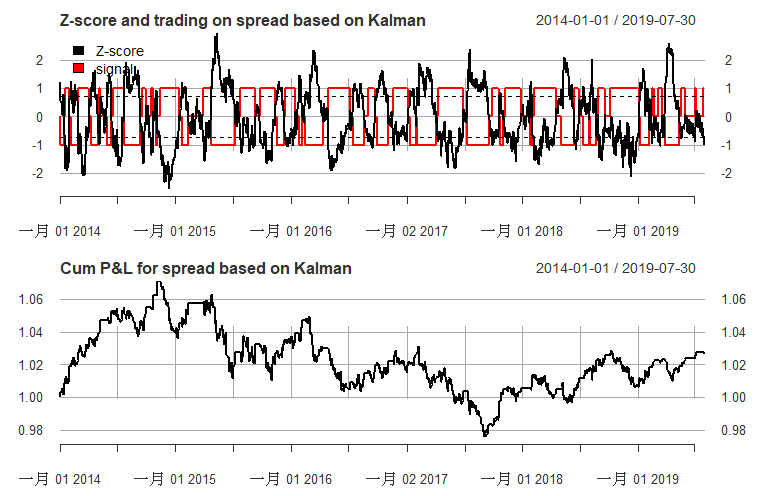 Z-score and trading on spread based on Kalman 2014-01-01 / 2019-07-30
Z-score
signal
2 2
1 1
0 0
-1 -1
-2 -2
一月 01 2014 一月 01 2015 一月 01 2016 一月 02 2017 一月 01 2018 一月 01 2019
Cum P&L for spread based on Kalman 2014-01-01 / 2019-07-30
1.06 1.06
1.04 1.04
1.02 1.02
1.00 1.00
0.98 0.98
一月 01 2014 一月 01 2015 一月 01 2016 一月 02 2017 一月 01 2018 一月 01 2019